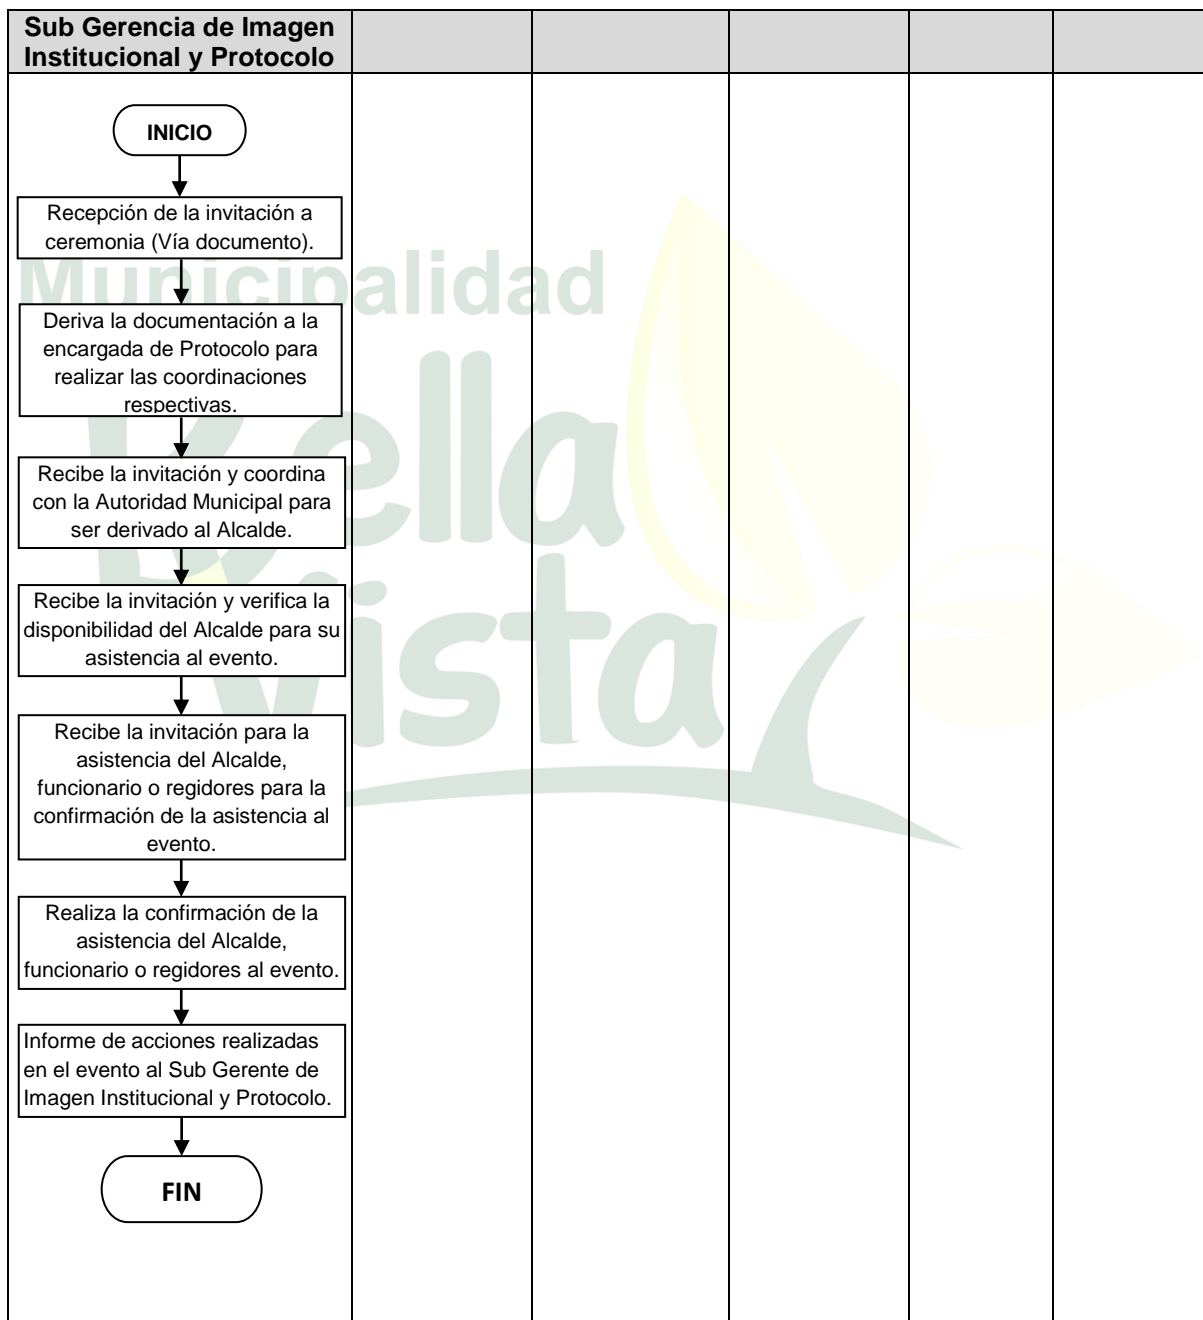 Sub Gerencia de Imagen
Institucional y Protocolo
INICIO
Recepción de la invitación a
ceremonia (Vía documento).
Municipalidad
Deriva la documentación a la
encargada de Protocolo para
realizar las coordinaciones
respectivas.
Bella
Recibe la invitación y coordina
con la Autoridad Municipal para
ser derivado al Alcalde.
Vista
Recibe la invitación y verifica la
disponibilidad del Alcalde para su
asistencia al evento.
Recibe la invitación para la
asistencia del Alcalde,
funcionario o regidores para la
confirmación de la asistencia al
evento.
Realiza la confirmación de la
asistencia del Alcalde,
funcionario o regidores al evento.
Informe de acciones realizadas
en el evento al Sub Gerente de
Imagen Institucional y Protocolo.
FIN